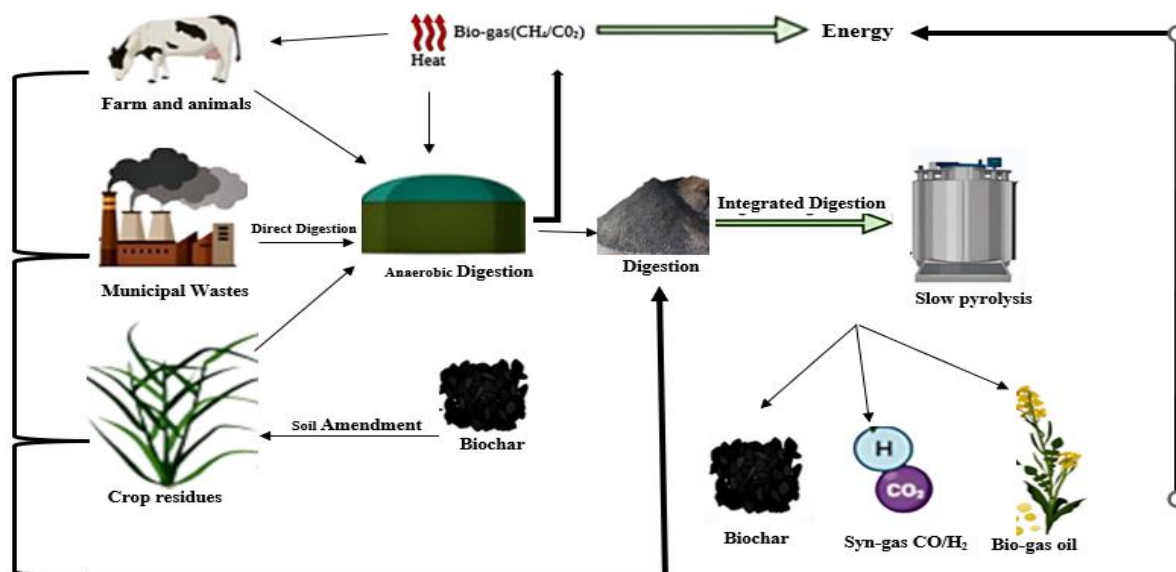 Bio-gas(CH₄/C0₂)
Energy
Heat
Farm and animals
Direct Digestion
Integrated Digestion
Anaerobic Digestion
Digestion
Municipal Wastes
Slow pyrolysis
Soil Amendment
Biochar
Crop residues
H
CO₂
Biochar
Syn-gas CO/H₂
Bio-gas oil